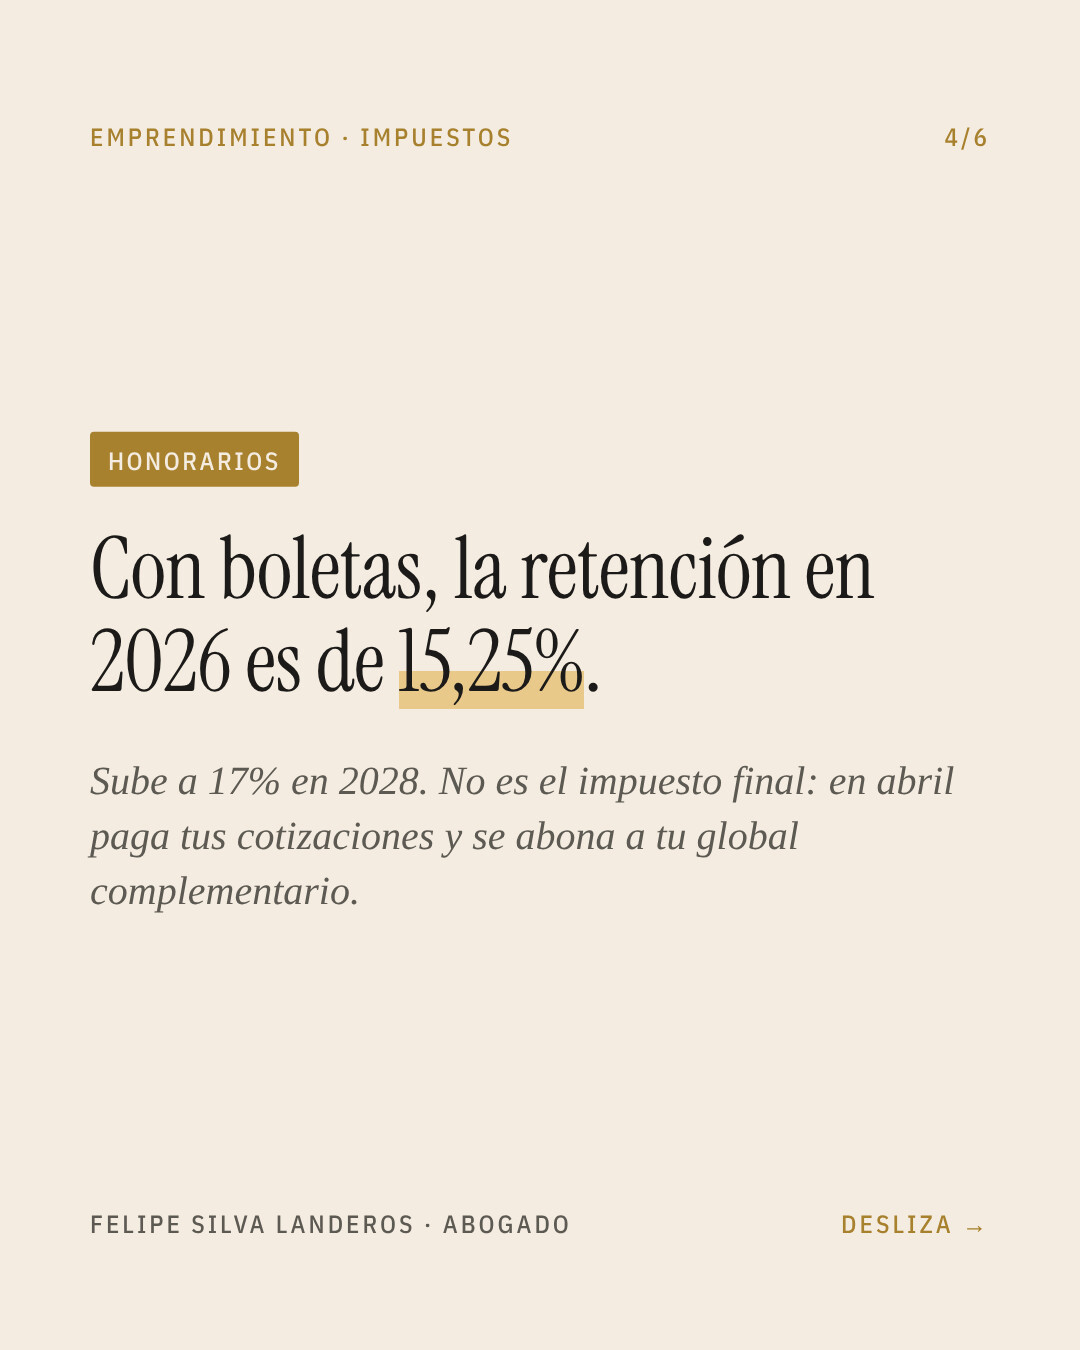 EMPRENDIMIENTO · IMPUESTOS
4/6
HONORARIOS
Con boletas, la retención en
2026 es de 15,25%.
Sube a 17% en 2028. No es el impuesto final: en abril
paga tus cotizaciones y se abona a tu global
complementario.
FELIPE SILVA LANDEROS · ABOGADO
DESLIZA →